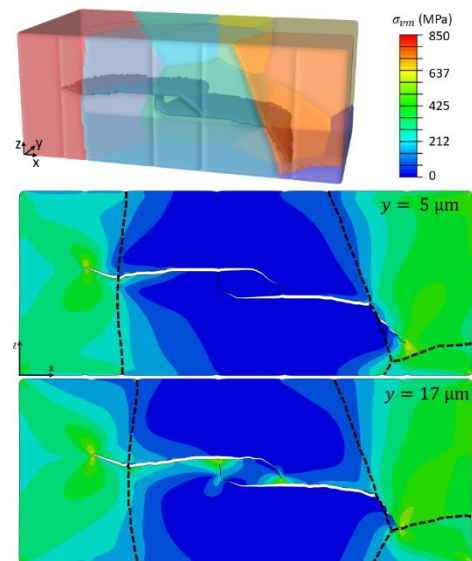 σvm (MPa)
850
637
425
212
0
z
y
x
y = 5 μm
z
x
y = 17 μm